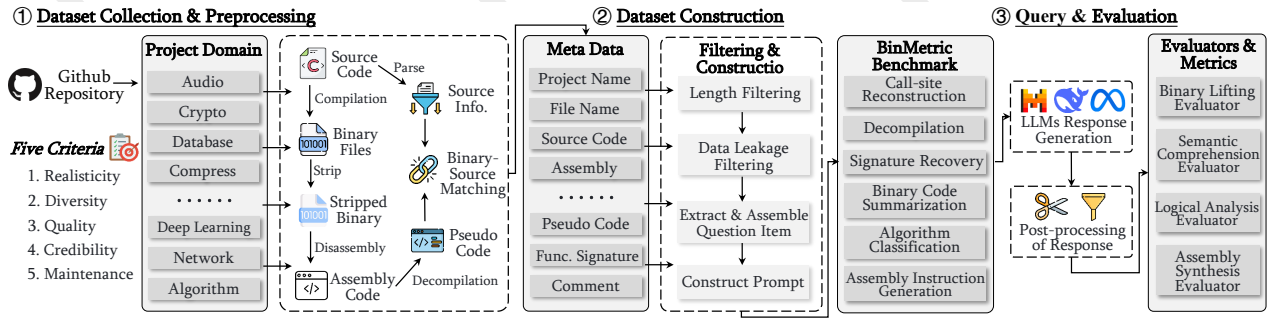 ① Dataset Collection & Preprocessing
Github
Repository
Five Criteria
1. Realisticity
2. Diversity
3. Quality
4. Credibility
5. Maintenance
Project Domain
Audio
Crypto
Database
Compress
......
Deep Learning
Network
Algorithm
<C>
Source
Code
Parse
Compilation
Source
Info.
101001
Binary
Files
Strip
Binary-
Source
Matching
101001
Stripped
Binary
Disassembly
Pseudo
Code
</>
Assembly
Code
Decompilation
② Dataset Construction
Meta Data
Project Name
File Name
Source Code
Assembly
......
Pseudo Code
Func. Signature
Comment
Filtering &
Constructio
Length Filtering
Data Leakage
Filtering
Extract & Assemble
Question Item
Construct Prompt
BinMetric
Benchmark
Call-site
Reconstruction
Decompilation
Signature Recovery
Binary Code
Summarization
Algorithm
Classification
Assembly Instruction
Generation
③ Query & Evaluation
LLMs Response
Generation
Post-processing
of Response
Evaluators &
Metrics
Binary Lifting
Evaluator
Semantic
Comprehension
Evaluator
Logical Analysis
Evaluator
Assembly
Synthesis
Evaluator